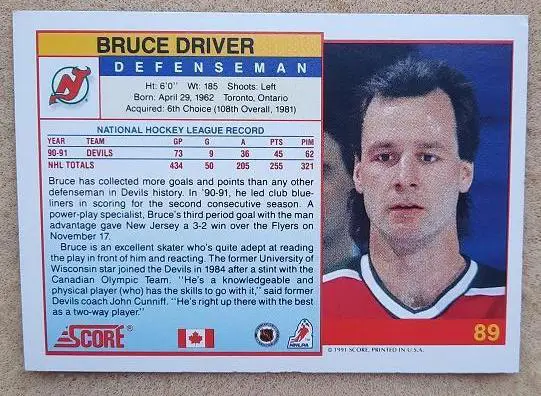 BRUCE DRIVER
DEFENSEMAN
Ht: 6'0" Wt: 185 Shoots: Left
Born: April 29, 1962 Toronto, Ontario
Acquired: 6th Choice (108th Overall, 1981)
NATIONAL HOCKEY LEAGUE RECORD
YEAR TEAM GP G A PTS PIM
90-91 DEVILS 73 9 36 45 62
NHL TOTALS 434 50 205 255 321
Bruce has collected more goals and points than any other
defenseman in Devils history. In '90-91, he led club blue-
liners in scoring for the second consecutive season. A
power-play specialist, Bruce's third period goal with the man
advantage gave New Jersey a 3-2 win over the Flyers on
November 17.
Bruce is an excellent skater who's quite adept at reading
the play in front of him and reacting. The former University of
Wisconsin star joined the Devils in 1984 after a stint with the
Canadian Olympic Team. "He's a knowledgeable and
physical player (who) has the skills to go with it," said former
Devils coach John Cunniff. "He's right up there with the best
as a two-way player."
SCORE®
NHL
NHLPA
89
© 1991 SCORE, PRINTED IN U.S.A.